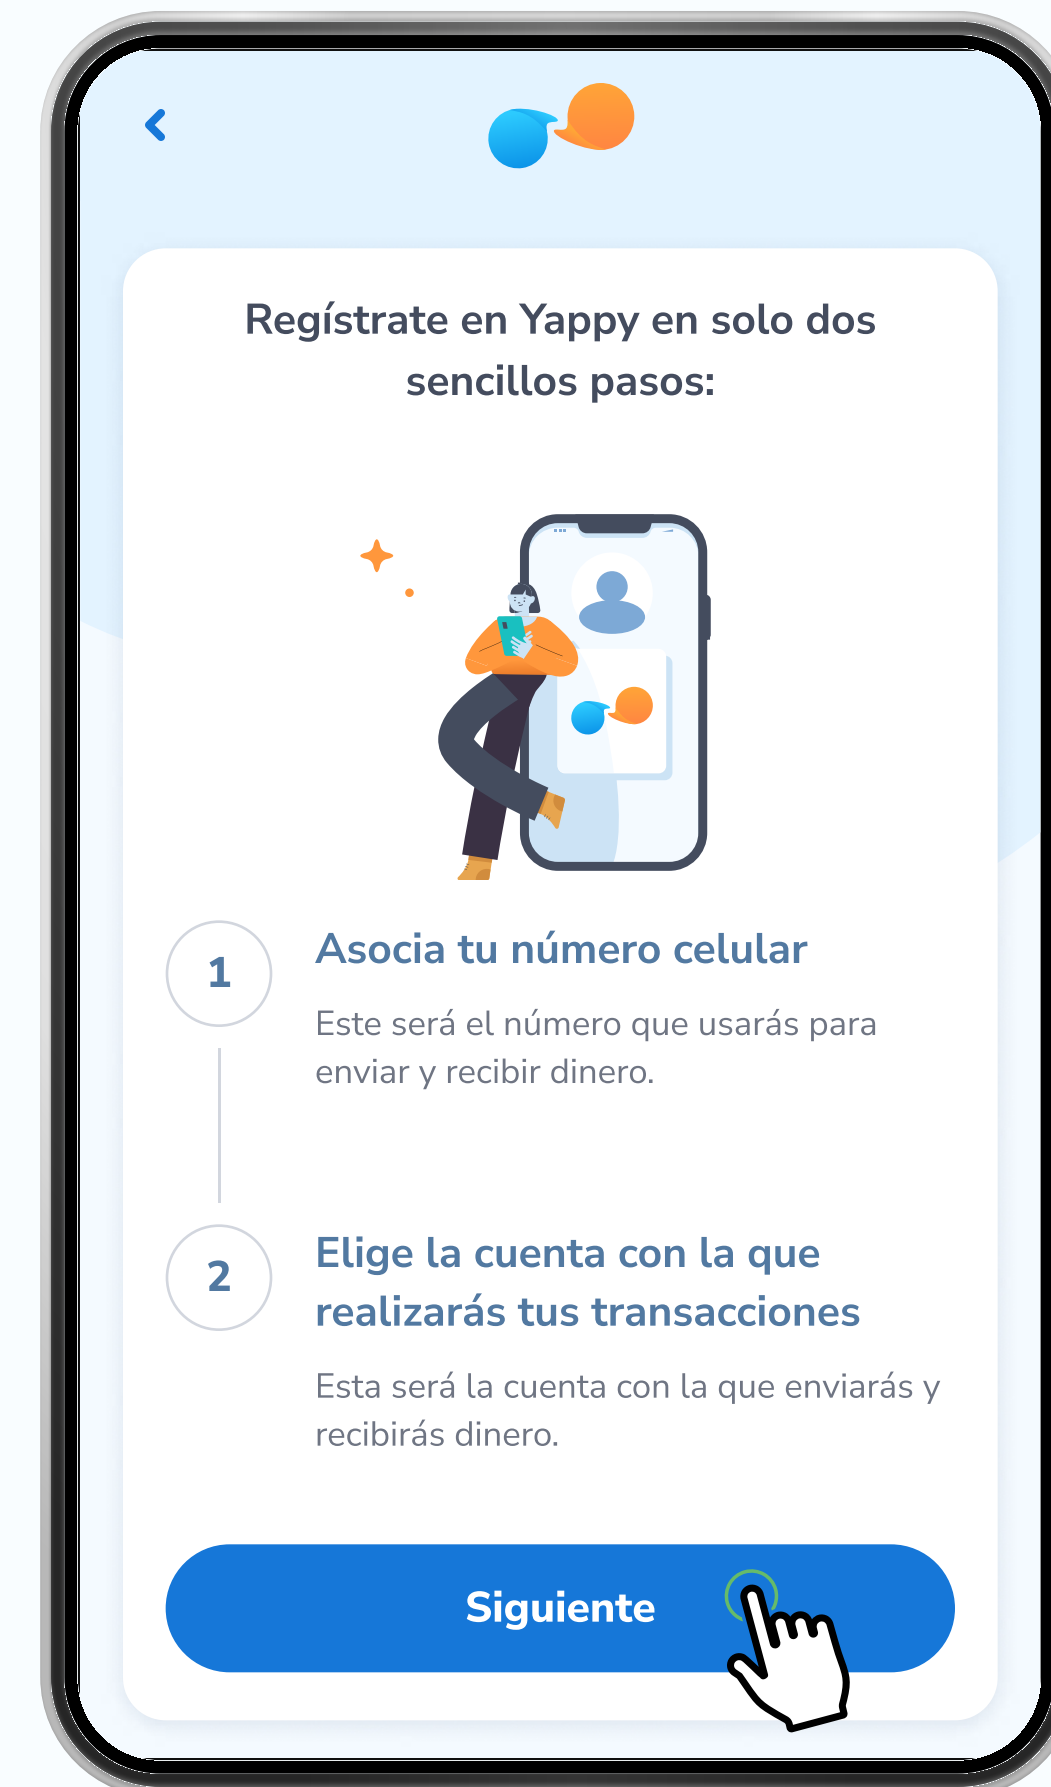 Regístrate en Yappy en solo dos
sencillos pasos:
1
Asocia tu número celular
Este será el número que usarás para
enviar y recibir dinero.
2
Elige la cuenta con la que
realizarás tus transacciones
Esta será la cuenta con la que enviarás y
recibirás dinero.
Siguiente